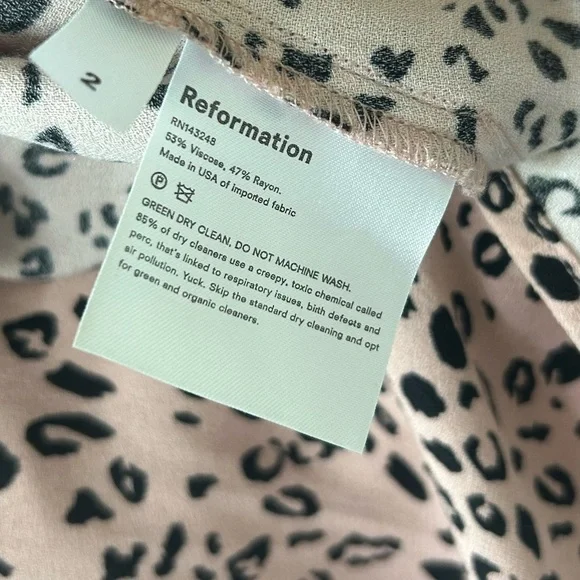 2
Reformation
RN143248
53% Viscose, 47% Rayon.
Made in USA of imported fabric
P
GREEN DRY CLEAN, DO NOT MACHINE WASH.
85% of dry cleaners use a creepy, toxic chemical called
perc, that's linked to respiratory issues, birth defects and
air pollution. Yuck. Skip the standard dry cleaning and opt
for green and organic cleaners.